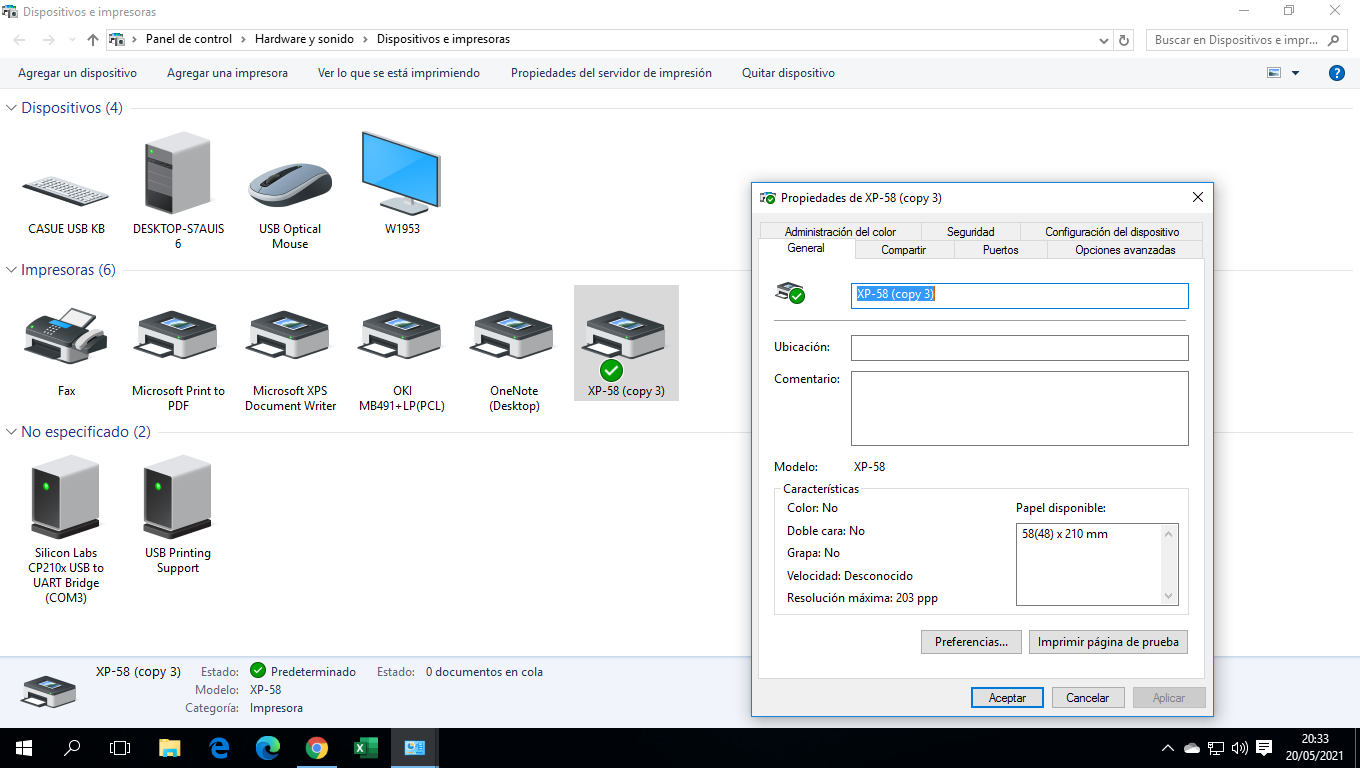 Dispositivos e impresoras
Panel de control
Hardware y sonido
Dispositivos e impresoras
Buscar en Dispositivos e impr...
Agregar un dispositivo
Agregar una impresora
Ver lo que se está imprimiendo
Propiedades del servidor de impresión
Quitar dispositivo
?
Dispositivos (4)
CASUE USB KB
DESKTOP-S7AUIS
6
USB Optical
Mouse
W1953
Impresoras (6)
Fax
Microsoft Print to
PDF
Microsoft XPS
Document Writer
OKI
MB491+LP(PCL)
OneNote
(Desktop)
XP-58 (copy 3)
No especificado (2)
Silicon Labs
CP210x USB to
UART Bridge
(COM3)
USB Printing
Support
Propiedades de XP-58 (copy 3)
Administración del color
Seguridad
Configuración del dispositivo
General
Compartir
Puertos
Opciones avanzadas
XP-58 (copy 3)
Ubicación:
Comentario:
Modelo: XP-58
Características
Color: No
Doble cara: No
Grapa: No
Velocidad: Desconocido
Resolución máxima: 203 ppp
Papel disponible:
58(48) x 210 mm
Preferencias...
Imprimir página de prueba
Aceptar
Cancelar
Aplicar
XP-58 (copy 3)
Estado: Predeterminado
Estado: 0 documentos en cola
Modelo: XP-58
Categoría: Impresora
20:33
20/05/2021